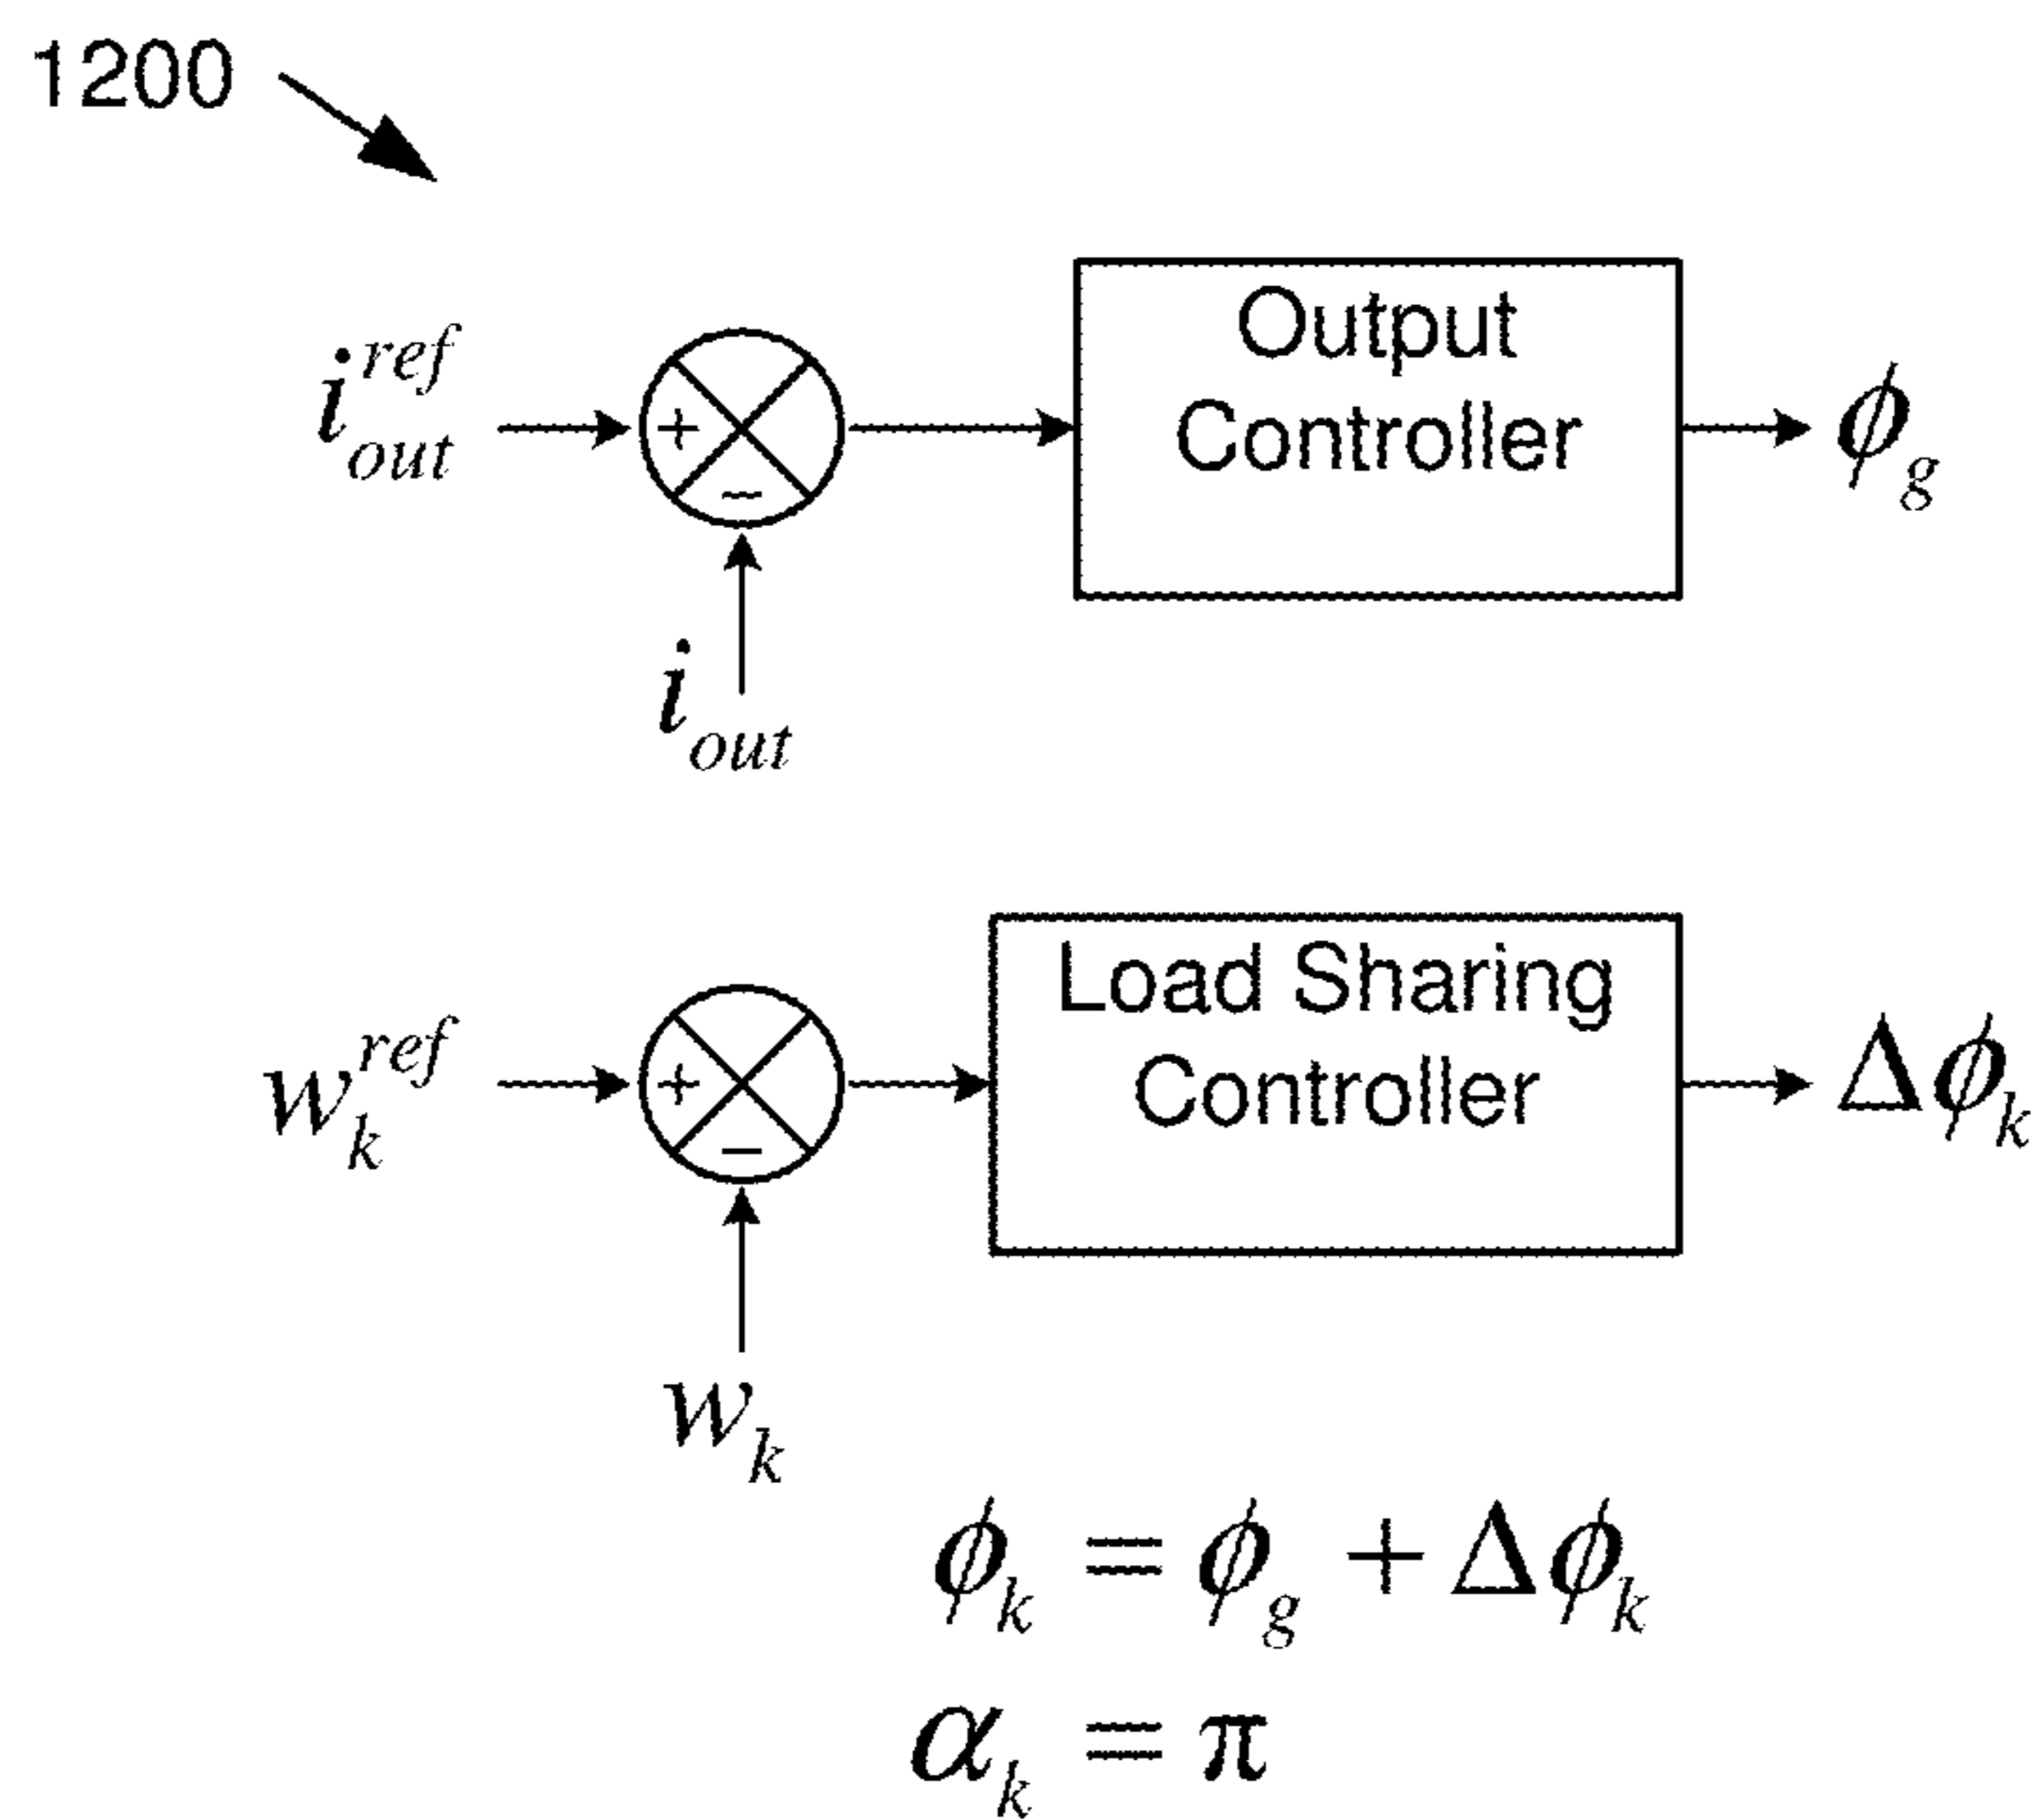 1200
i_out^ref
+
−
Output
Controller
ϕ_g
i_out
w_k^ref
+
−
Load Sharing
Controller
Δϕ_k
w_k
ϕ_k = ϕ_g + Δϕ_k
α_k = π